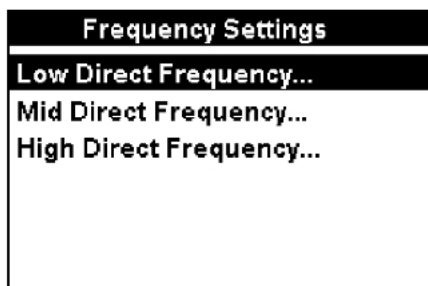 Frequency Settings
Low Direct Frequency...
Mid Direct Frequency...
High Direct Frequency...